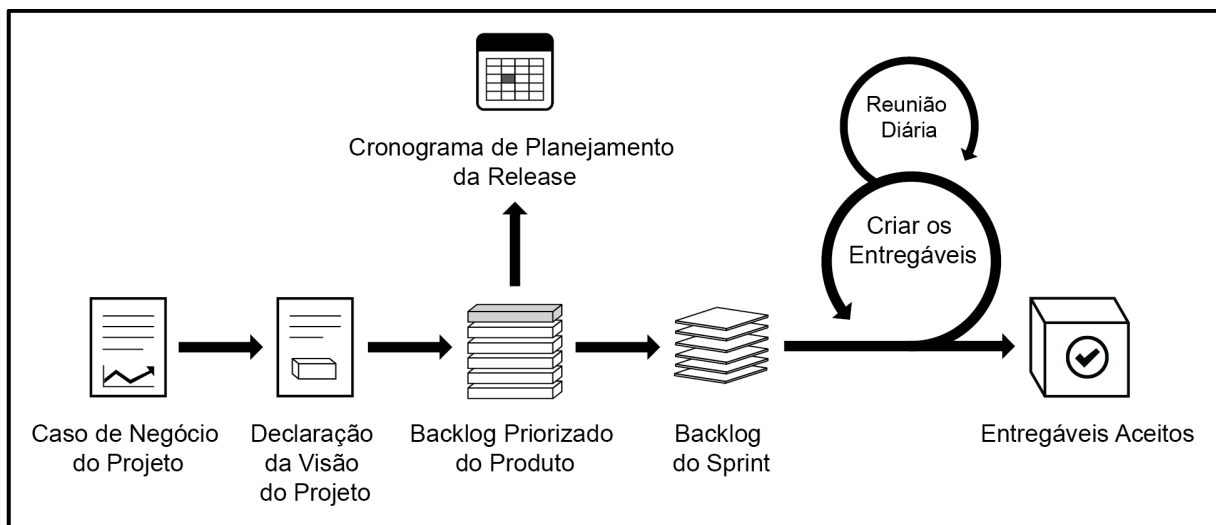 Cronograma de Planejamento
da Release
Reunião
Diária
Criar os
Entregáveis
Caso de Negócio
do Projeto
Declaração
da Visão
do Projeto
Backlog Priorizado
do Produto
Backlog
do Sprint
Entregáveis Aceitos